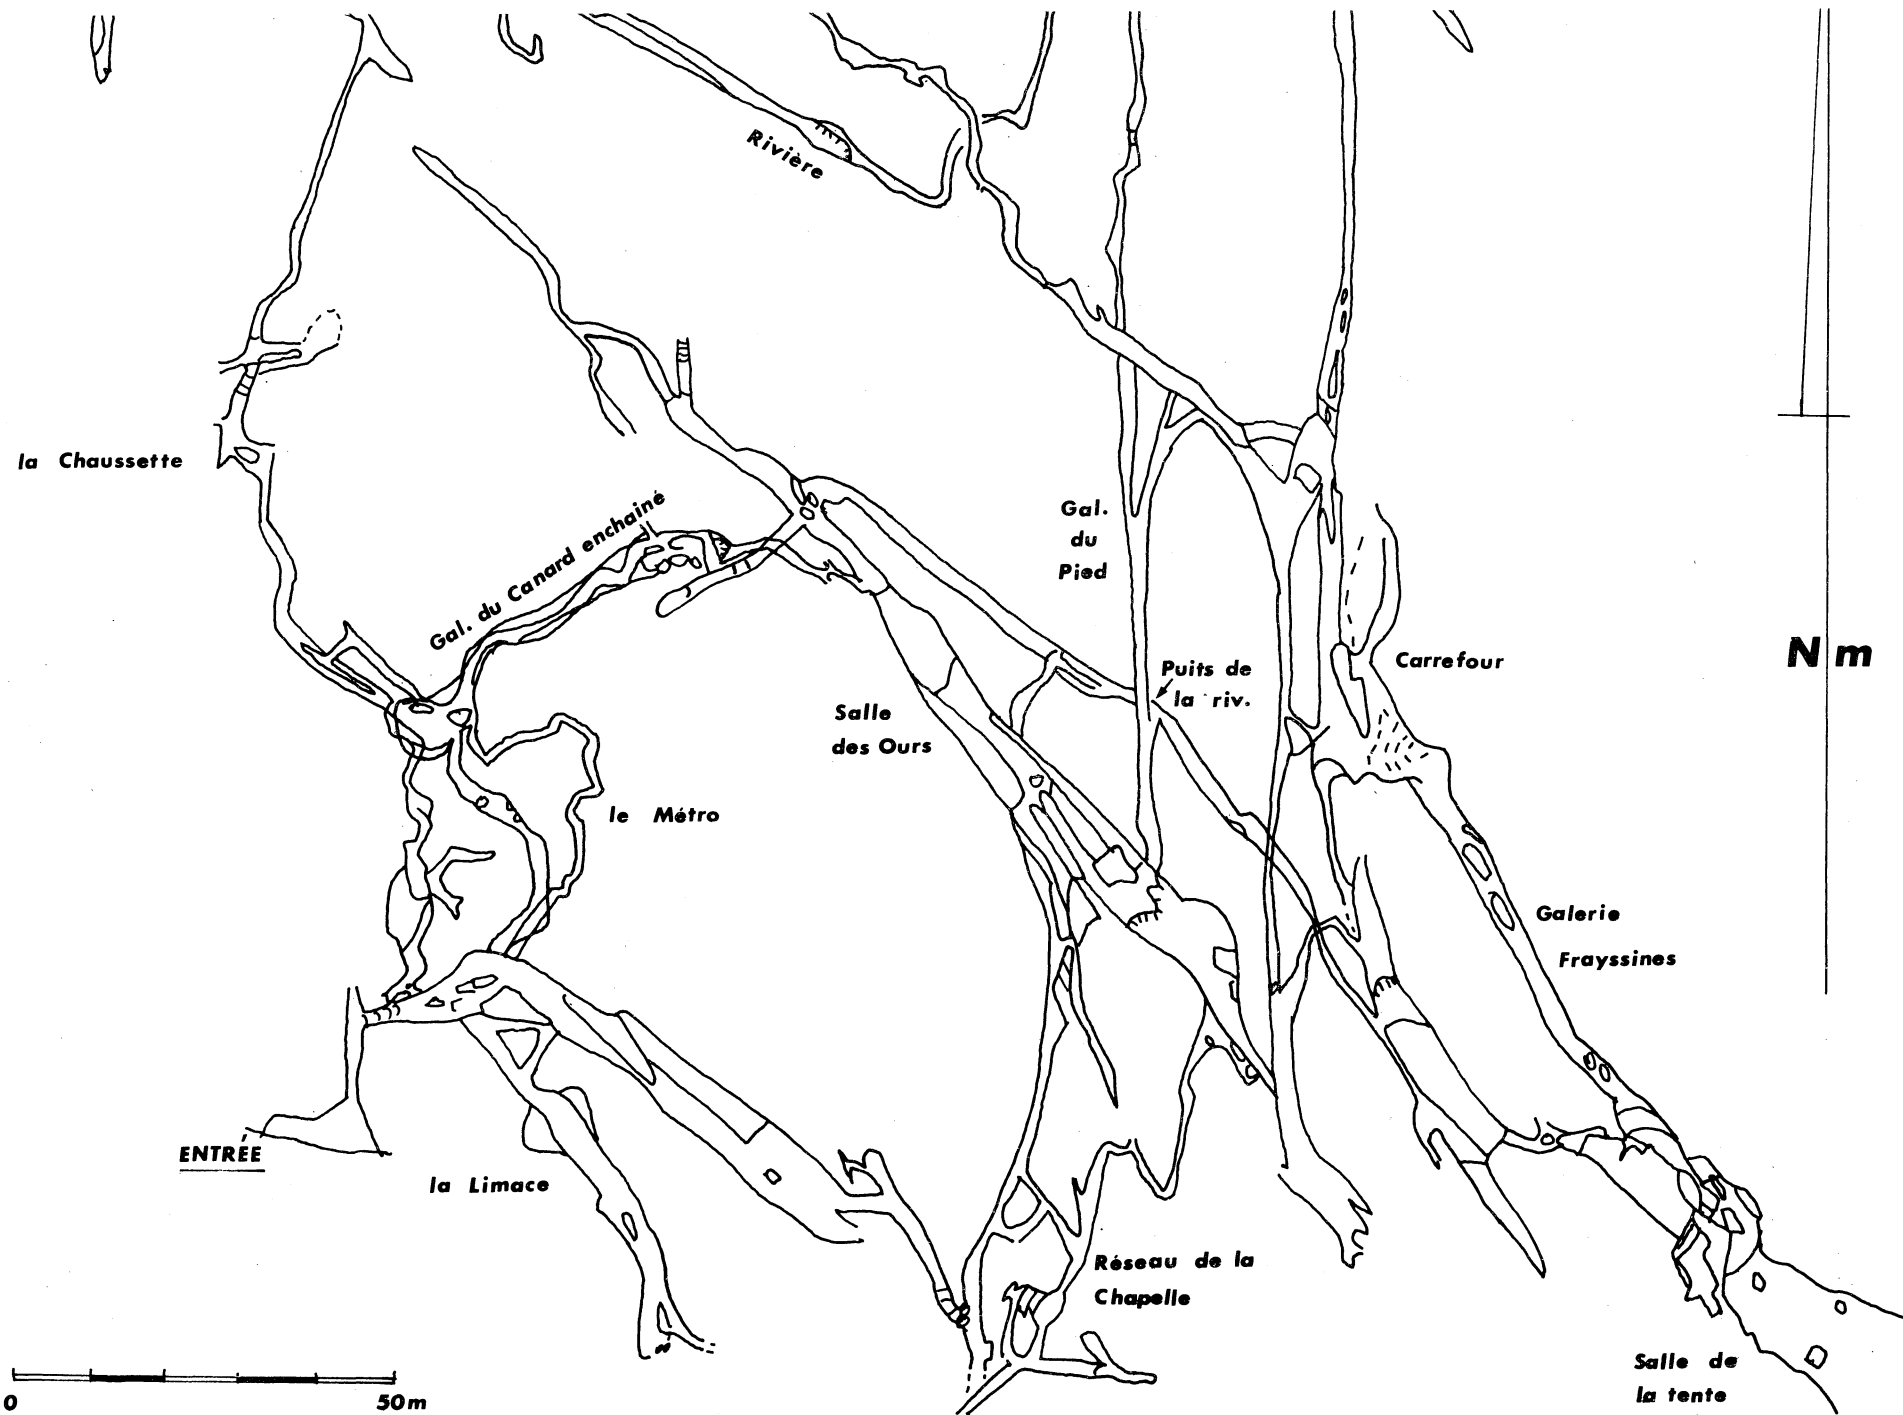 Rivière
la Chaussette
Gal. du Canard enchainé
Gal.
du
Pied
Carrefour
N m
Puits de
la riv.
Salle
des Ours
le Métro
Galerie
Frayssines
ENTRÉE
la Limace
Réseau de la
Chapelle
Salle de
la tente
0 50m